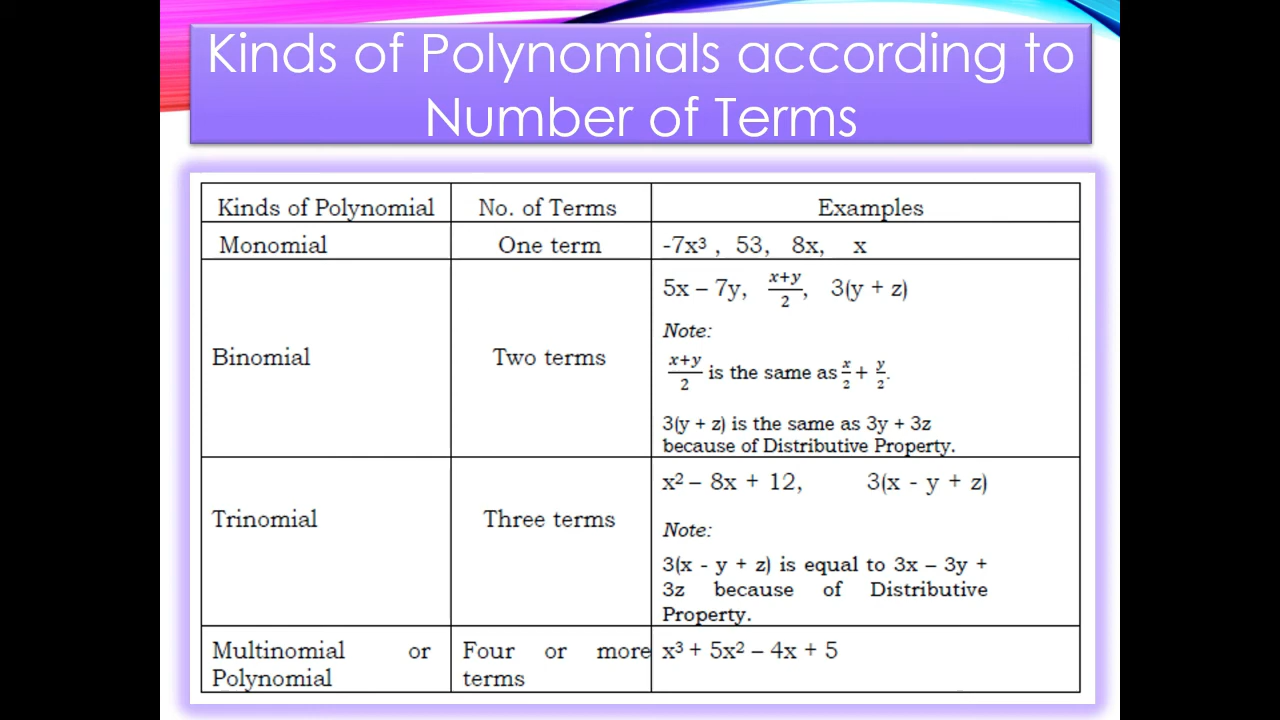 Kinds of Polynomials according to
Number of Terms
Kinds of Polynomial No. of Terms Examples
Monomial One term -7x³ , 53, 8x, x
Binomial Two terms
5x – 7y, x+y/2, 3(y + z)
Note:
x+y/2 is the same as x/2 + y/2.
3(y + z) is the same as 3y + 3z
because of Distributive Property.
Trinomial Three terms
x² – 8x + 12, 3(x - y + z)
Note:
3(x - y + z) is equal to 3x – 3y +
3z because of Distributive
Property.
Multinomial or Four or more x³ + 5x² – 4x + 5
Polynomial terms